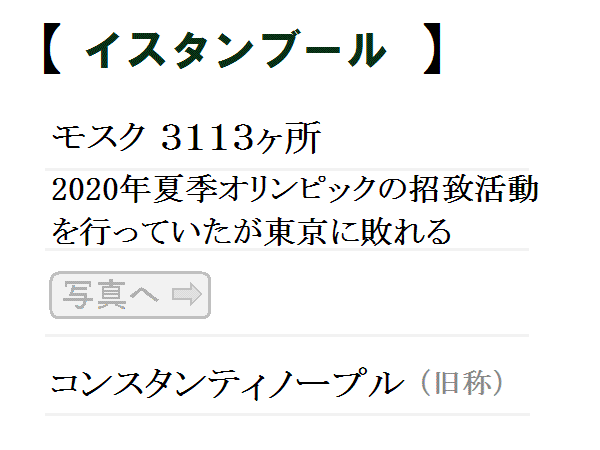 【 イスタンブール 】
モスク 3113ヶ所
2020年夏季オリンピックの招致活動
を行っていたが東京に敗れる
写真へ ⇨
コンスタンティノープル（旧称）